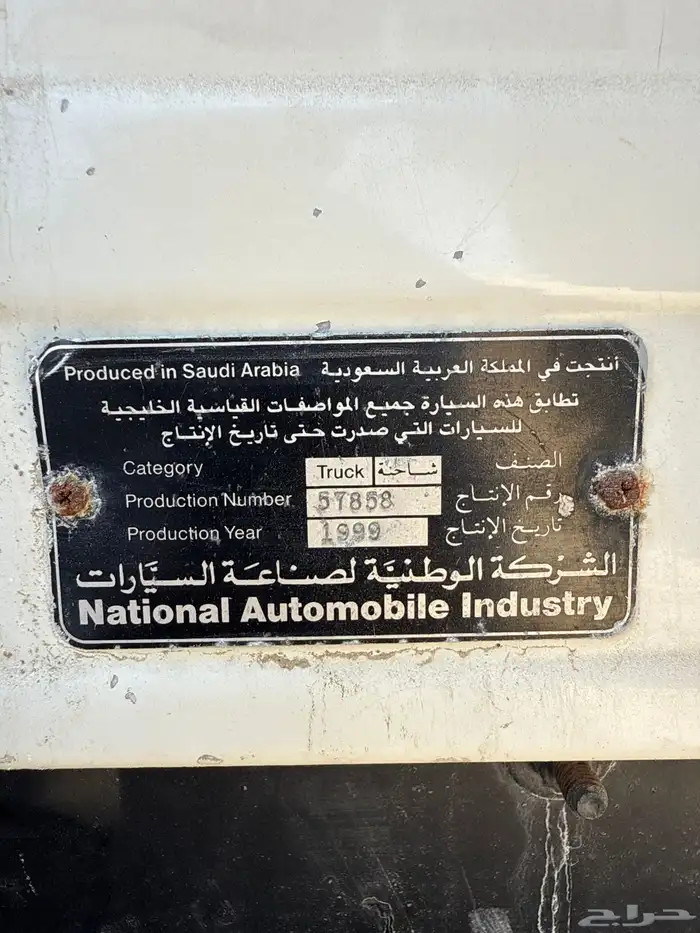 Produced in Saudi Arabia أنتجت في المملكة العربية السعودية
تطابق هذه السيارة جميع المواصفات القياسية الخليجية
للسيارات التي صدرت حتى تاريخ الإنتاج
Category Truck شاحنة الصنف
Production Number 57858 رقم الإنتاج
Production Year 1999 تاريخ الإنتاج
الشركة الوطنية لصناعة السيارات
National Automobile Industry
حراج